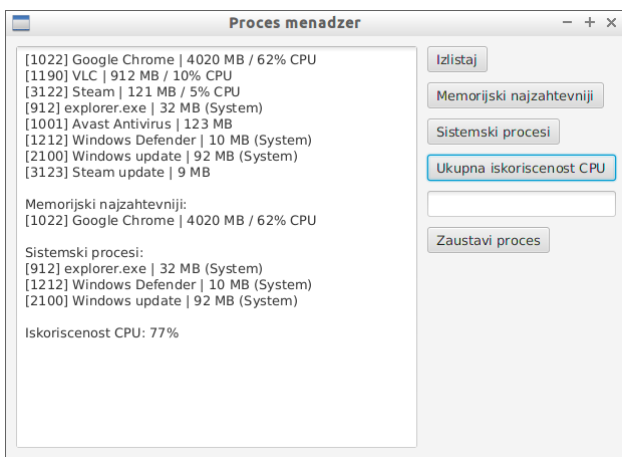 Proces menadzer
[1022] Google Chrome | 4020 MB / 62% CPU
[1190] VLC | 912 MB / 10% CPU
[3122] Steam | 121 MB / 5% CPU
[912] explorer.exe | 32 MB (System)
[1001] Avast Antivirus | 123 MB
[1212] Windows Defender | 10 MB (System)
[2100] Windows update | 92 MB (System)
[3123] Steam update | 9 MB
Memorijski najzahtevniji:
[1022] Google Chrome | 4020 MB / 62% CPU
Sistemski procesi:
[912] explorer.exe | 32 MB (System)
[1212] Windows Defender | 10 MB (System)
[2100] Windows update | 92 MB (System)
Iskoriscenost CPU: 77%
Izlistaj
Memorijski najzahtevniji
Sistemski procesi
Ukupna iskoriscenost CPU
Zaustavi proces